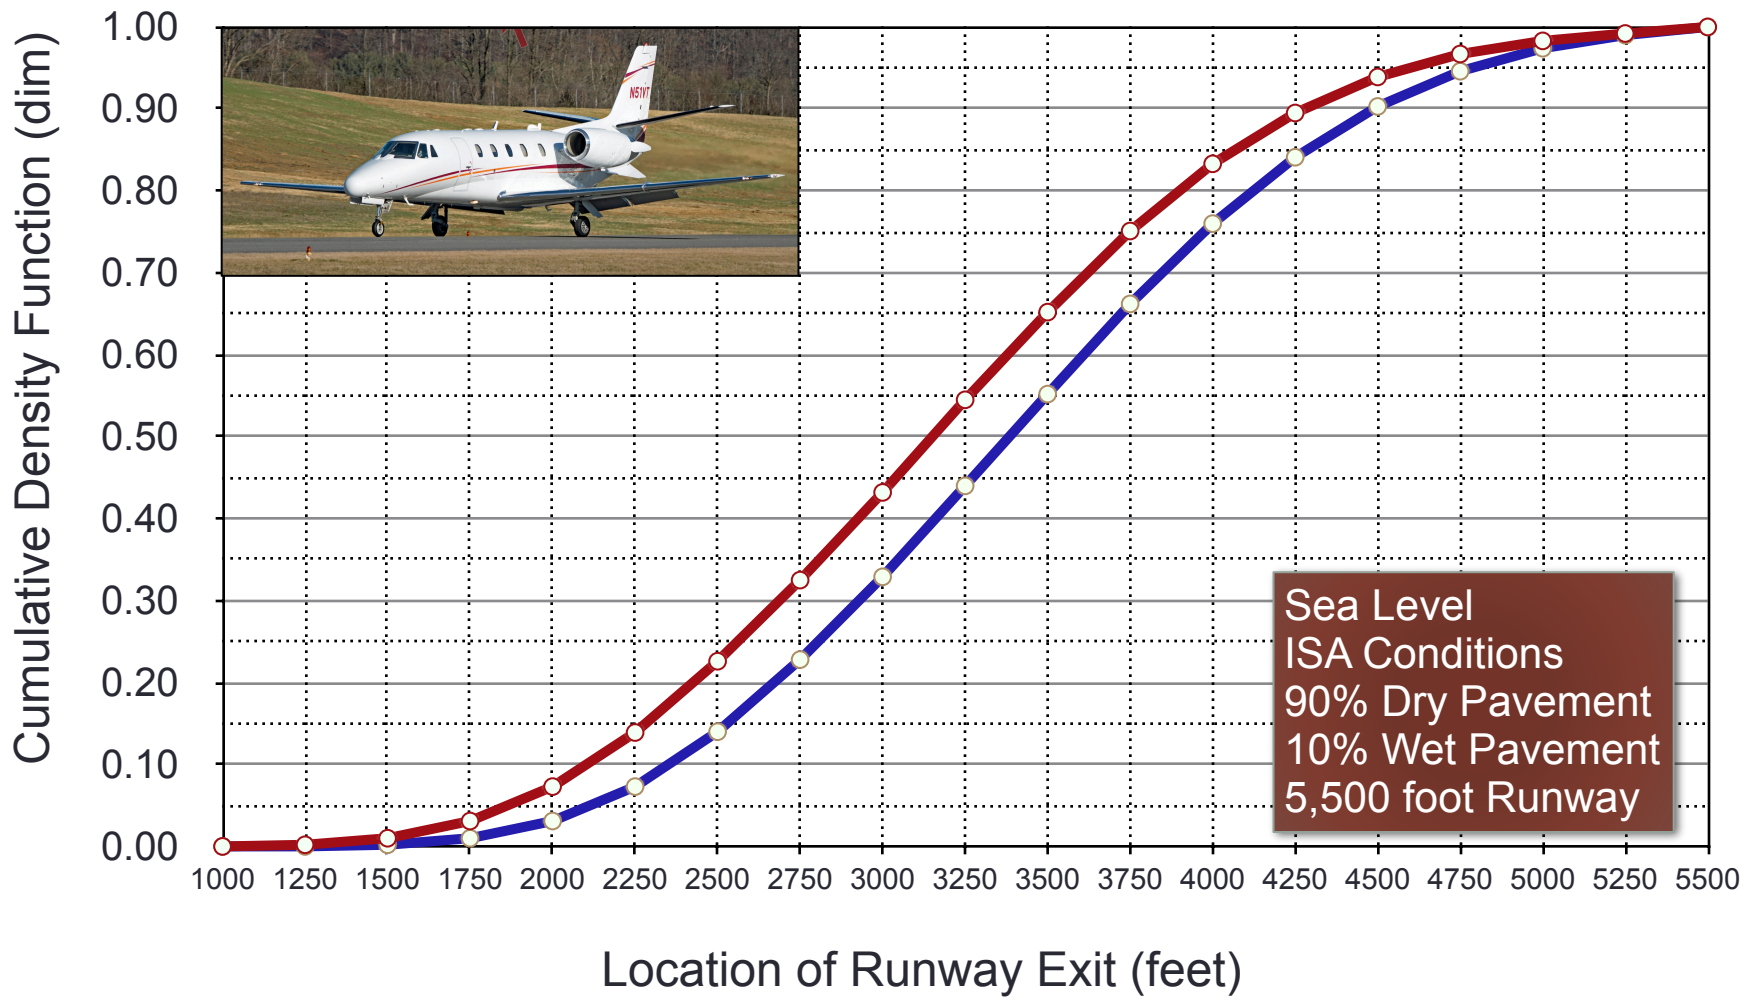 1.00
0.90
0.80
0.70
0.60
0.50
0.40
0.30
0.20
0.10
0.00
Cumulative Density Function (dim)
N51VT
Sea Level
ISA Conditions
90% Dry Pavement
10% Wet Pavement
5,500 foot Runway
1000 1250 1500 1750 2000 2250 2500 2750 3000 3250 3500 3750 4000 4250 4500 4750 5000 5250 5500
Location of Runway Exit (feet)